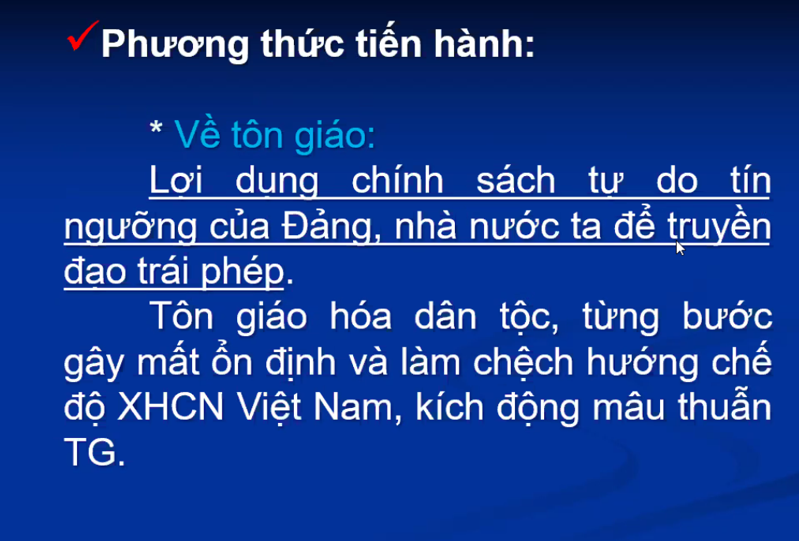 Phương thức tiến hành:
* Về tôn giáo:
Lợi dụng chính sách tự do tín
ngưỡng của Đảng, nhà nước ta để truyền
đạo trái phép.
Tôn giáo hóa dân tộc, từng bước
gây mất ổn định và làm chệch hướng chế
độ XHCN Việt Nam, kích động mâu thuẫn
TG.